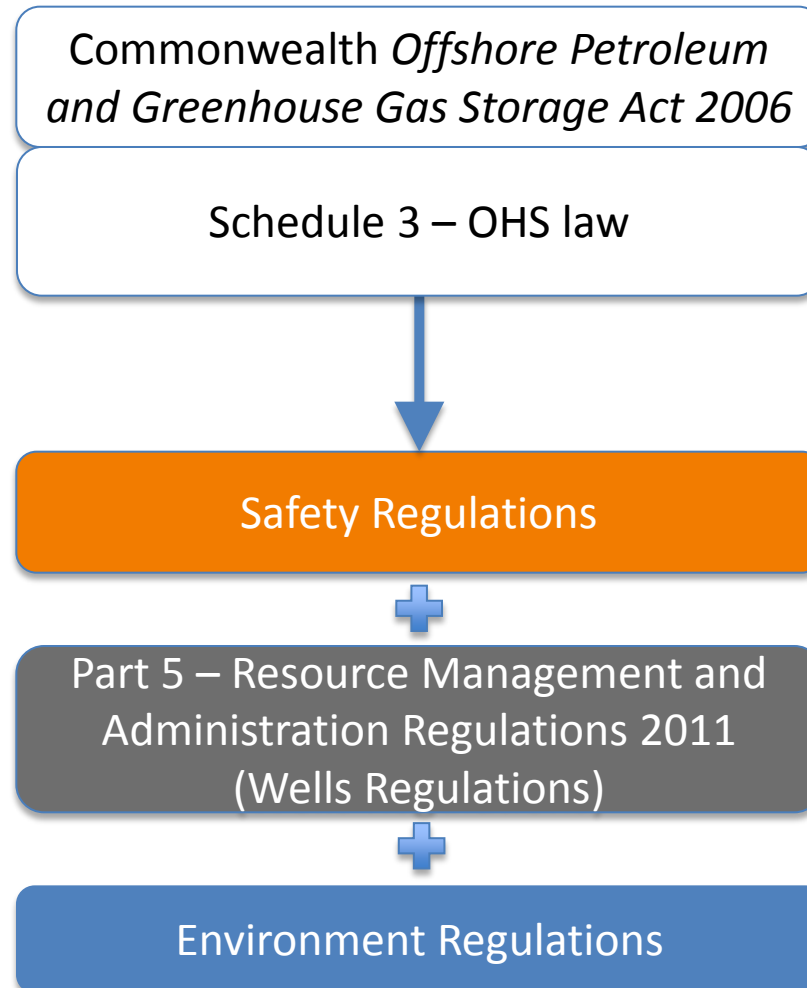 Commonwealth Offshore Petroleum
and Greenhouse Gas Storage Act 2006
Schedule 3 – OHS law
Safety Regulations
Part 5 – Resource Management and
Administration Regulations 2011
(Wells Regulations)
Environment Regulations